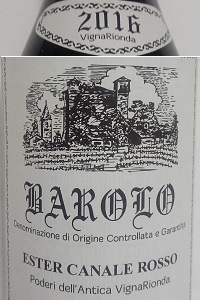 2016
VignaRionda
BAROLO
Denominazione di Origine Controllata e Garantita
ESTER CANALE ROSSO
Poderi dell'Antica VignaRionda